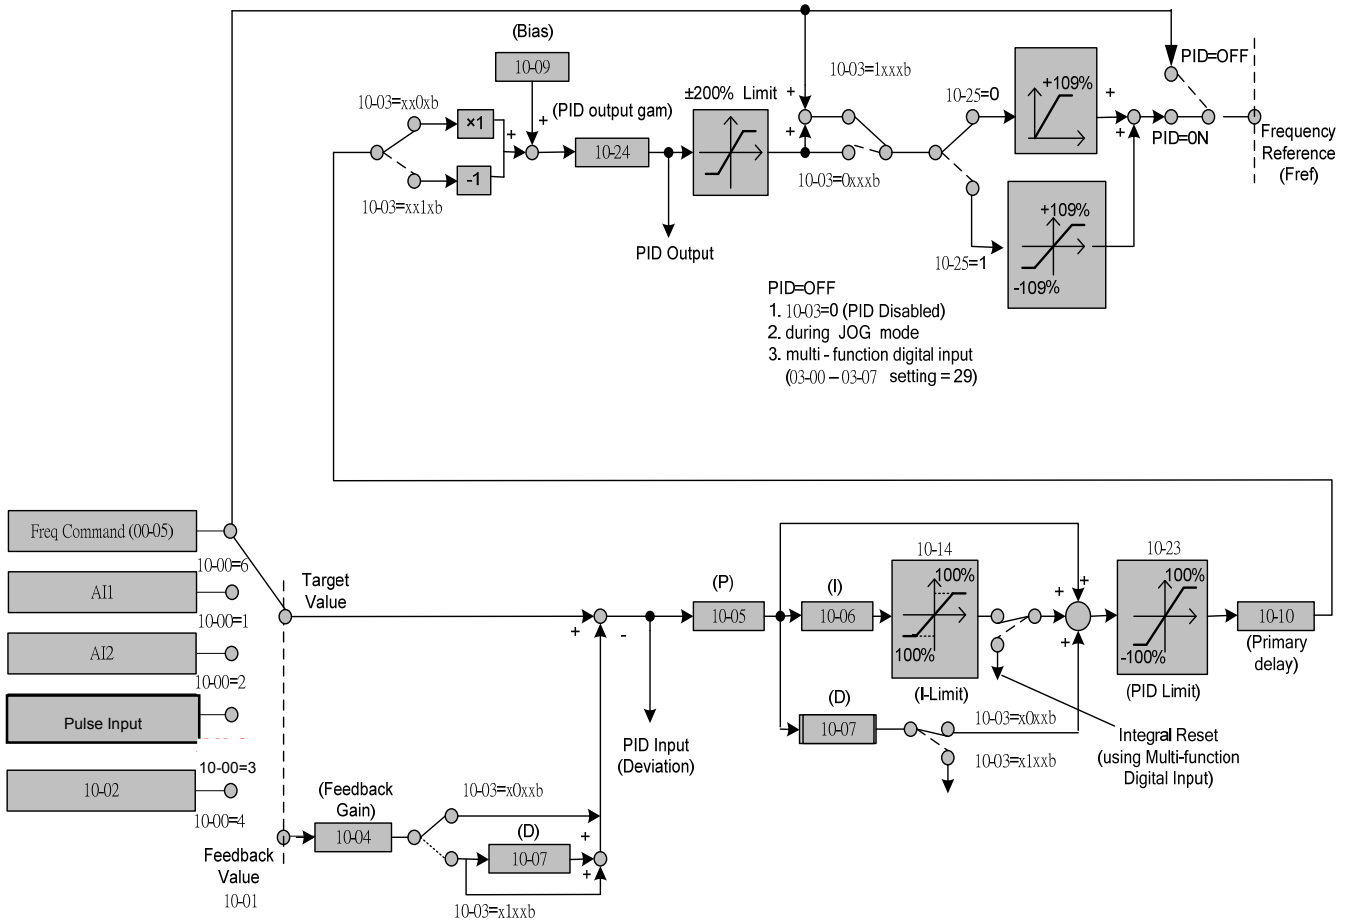 (Bias)
10-09
10-03=xx0xb
×1
-1
10-03=xx1xb
+
+
(PID output gam)
10-24
PID Output
±200% Limit
+
+
10-03=1xxxb
10-03=0xxxb
10-25=0
10-25=1
+109%
+109%
-109%
+
+
PID=OFF
PID=0N
Frequency
Reference
(Fref)
PID=OFF
1. 10-03=0 (PID Disabled)
2. during JOG mode
3. multi - function digital input
(03-00 – 03-07 setting = 29)
Freq Command (00-05)
10-00=6
AI1
10-00=1
AI2
10-00=2
Pulse Input
10-00=3
10-02
10-00=4
Target
Value
Feedback
Value
10-01
(Feedback
Gain)
10-04
10-03=x0xxb
(D)
10-07
+
+
10-03=x1xxb
+
-
PID Input
(Deviation)
(P)
10-05
(I)
10-06
(D)
10-07
10-14
100%
100%
(I-Limit)
+
+
+
10-03=x0xxb
10-03=x1xxb
Integral Reset
(using Multi-function
Digital Input)
10-23
100%
-100%
(PID Limit)
10-10
(Primary
delay)